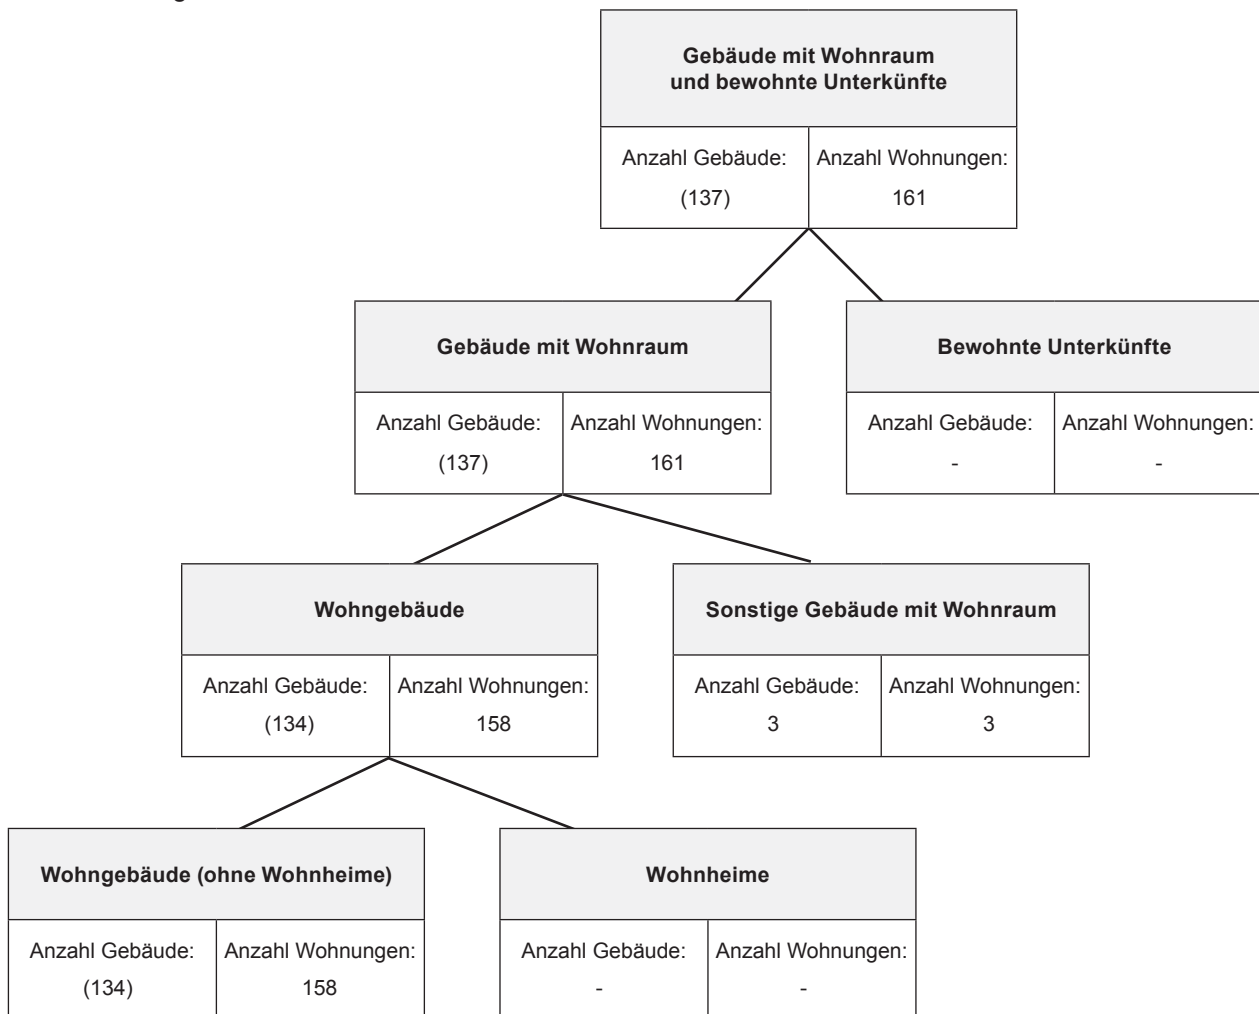 Gebäude mit Wohnraum
und bewohnte Unterkünfte
Anzahl Gebäude: Anzahl Wohnungen:
(137) 161
Gebäude mit Wohnraum
Anzahl Gebäude: Anzahl Wohnungen:
(137) 161
Bewohnte Unterkünfte
Anzahl Gebäude: Anzahl Wohnungen:
- -
Wohngebäude
Anzahl Gebäude: Anzahl Wohnungen:
(134) 158
Sonstige Gebäude mit Wohnraum
Anzahl Gebäude: Anzahl Wohnungen:
3 3
Wohngebäude (ohne Wohnheime)
Anzahl Gebäude: Anzahl Wohnungen:
(134) 158
Wohnheime
Anzahl Gebäude: Anzahl Wohnungen:
- -